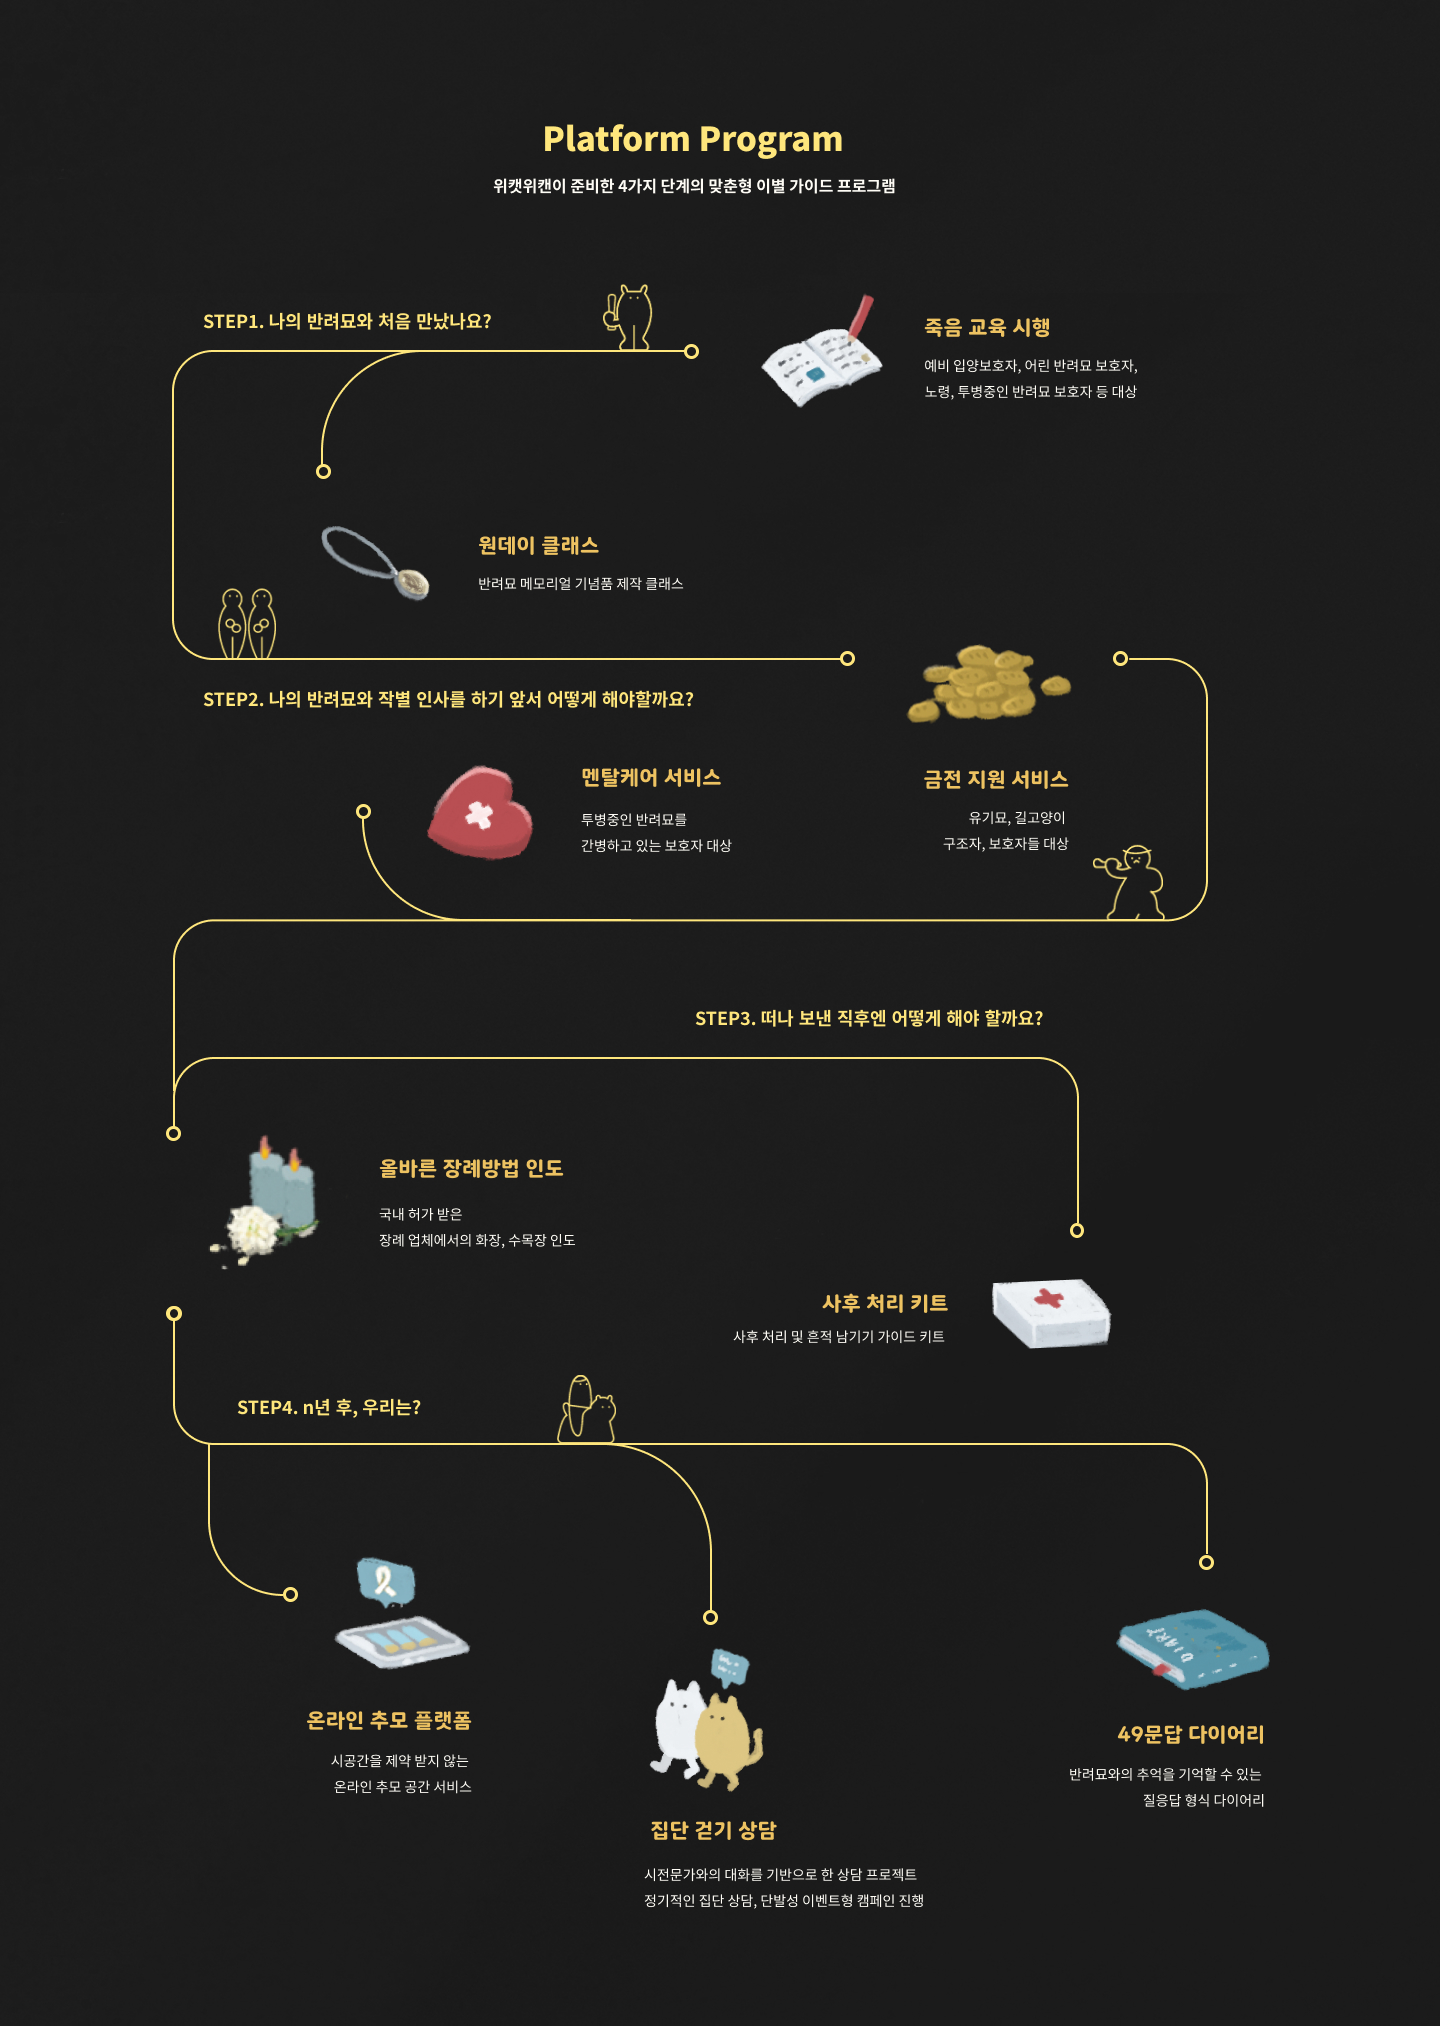 Platform Program
위캣위캔이 준비한 4가지 단계의 맞춤형 이별 가이드 프로그램
STEP1. 나의 반려묘와 처음 만났나요?
죽음 교육 시행
예비 입양보호자, 어린 반려묘 보호자,
노령, 투병중인 반려묘 보호자 등 대상
원데이 클래스
반려묘 메모리얼 기념품 제작 클래스
STEP2. 나의 반려묘와 작별 인사를 하기 앞서 어떻게 해야할까요?
멘탈케어 서비스
투병중인 반려묘를
간병하고 있는 보호자 대상
금전 지원 서비스
유기묘, 길고양이
구조자, 보호자들 대상
STEP3. 떠나 보낸 직후엔 어떻게 해야 할까요?
올바른 장례방법 인도
국내 허가 받은
장례 업체에서의 화장, 수목장 인도
사후 처리 키트
사후 처리 및 흔적 남기기 가이드 키트
STEP4. n년 후, 우리는?
온라인 추모 플랫폼
시공간을 제약 받지 않는
온라인 추모 공간 서비스
집단 걷기 상담
시전문가와의 대화를 기반으로 한 상담 프로젝트
정기적인 집단 상담, 단발성 이벤트형 캠페인 진행
DIARY
49문답 다이어리
반려묘와의 추억을 기억할 수 있는
질응답 형식 다이어리